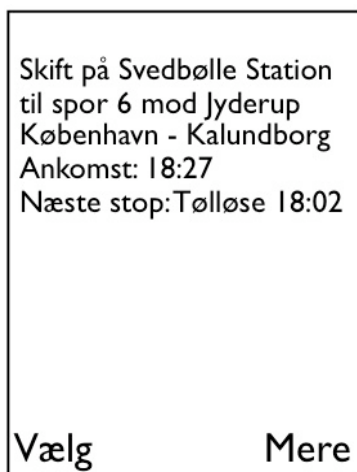 Skift på Svedbølle Station
til spor 6 mod Jyderup
København - Kalundborg
Ankomst: 18:27
Næste stop: Tølløse 18:02
Vælg Mere